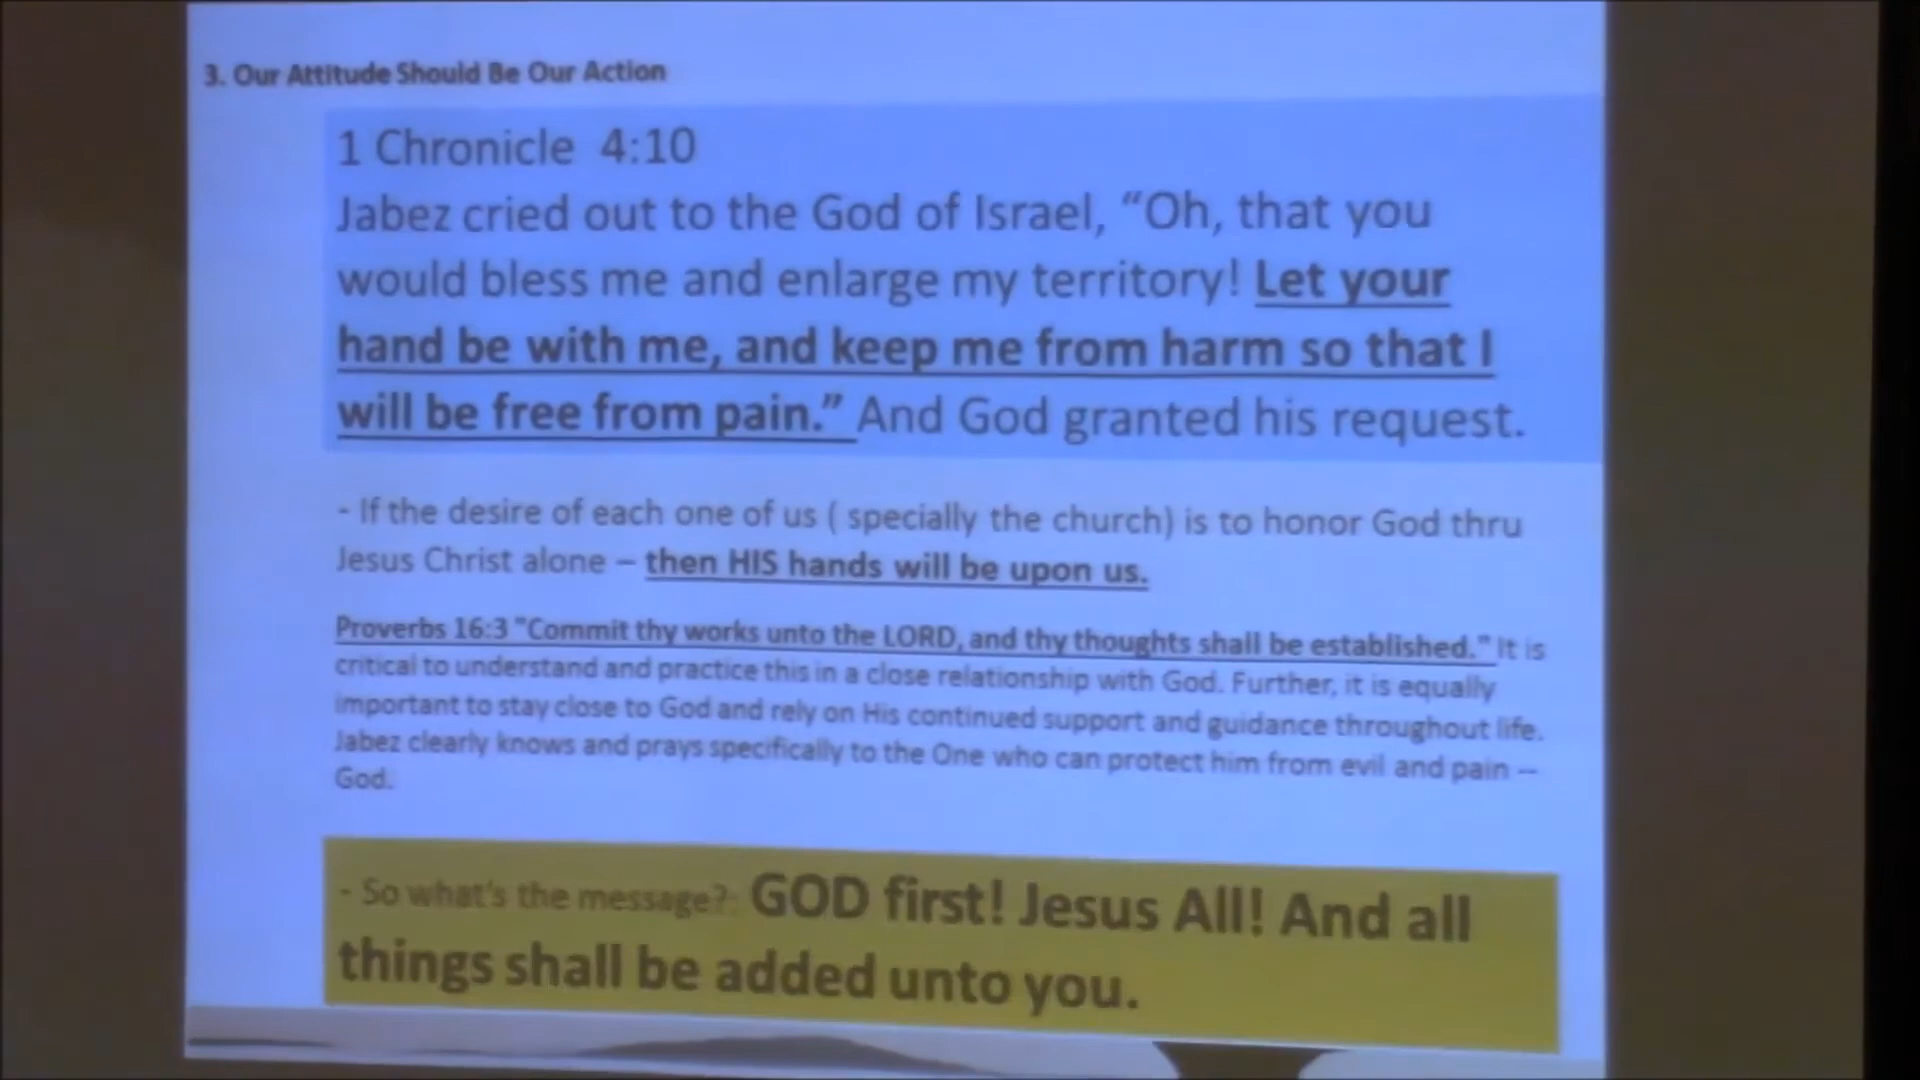 3. Our Attitude Should Be Our Action
1 Chronicle 4:10
Jabez cried out to the God of Israel, “Oh, that you
would bless me and enlarge my territory! Let your
hand be with me, and keep me from harm so that I
will be free from pain.” And God granted his request.
- If the desire of each one of us ( specially the church) is to honor God thru
Jesus Christ alone – then HIS hands will be upon us.
Proverbs 16:3 "Commit thy works unto the LORD, and thy thoughts shall be established." It is
critical to understand and practice this in a close relationship with God. Further, it is equally
important to stay close to God and rely on His continued support and guidance throughout life.
Jabez clearly knows and prays specifically to the One who can protect him from evil and pain --
God.
- So what's the message?: GOD first! Jesus All! And all
things shall be added unto you.